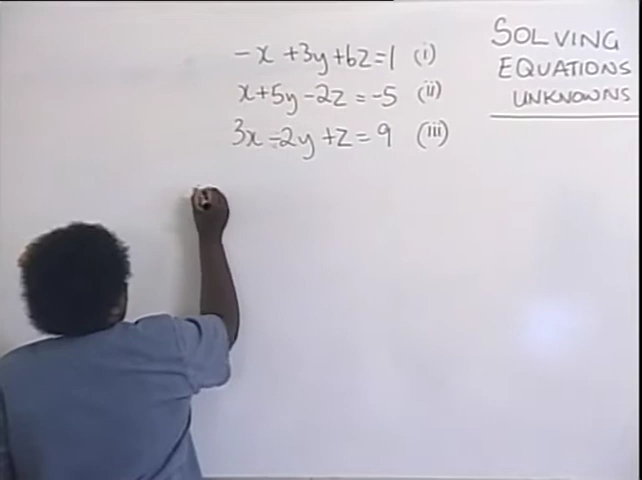 -x +3y+6z=1 (i)
x+5y-2z=-5 (ii)
3x-2y+z=9 (iii)
SOLVING
EQUATIONS
UNKNOWNS